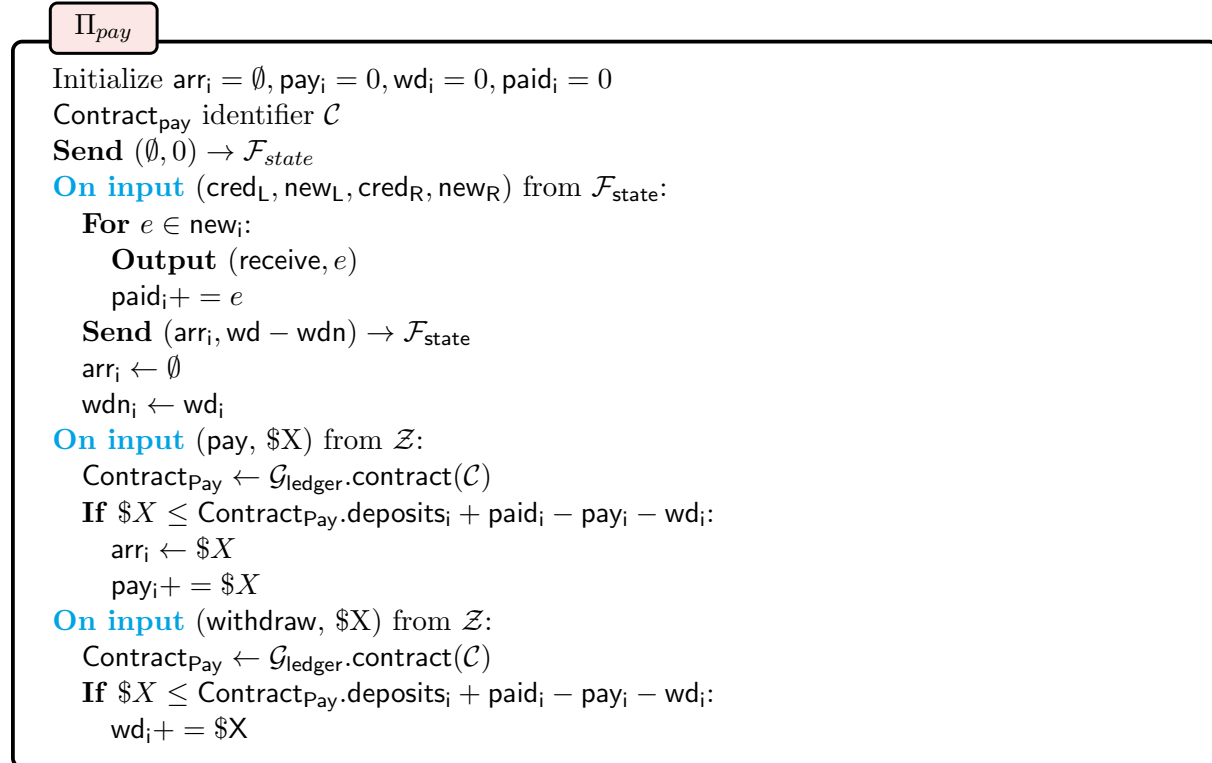 Π_pay
Initialize arr_i = ∅, pay_i = 0, wd_i = 0, paid_i = 0
Contract_pay identifier 𝒞
Send (∅, 0) → ℱ_state
On input (cred_L, new_L, cred_R, new_R) from ℱ_state:
For e ∈ new_i:
Output (receive, e)
paid_i+ = e
Send (arr_i, wd − wdn) → ℱ_state
arr_i ← ∅
wdn_i ← wd_i
On input (pay, $X) from 𝒵:
Contract_Pay ← 𝒢_ledger.contract(𝒞)
If $X ≤ Contract_Pay.deposits_i + paid_i − pay_i − wd_i:
arr_i ← $X
pay_i+ = $X
On input (withdraw, $X) from 𝒵:
Contract_Pay ← 𝒢_ledger.contract(𝒞)
If $X ≤ Contract_Pay.deposits_i + paid_i − pay_i − wd_i:
wd_i+ = $X